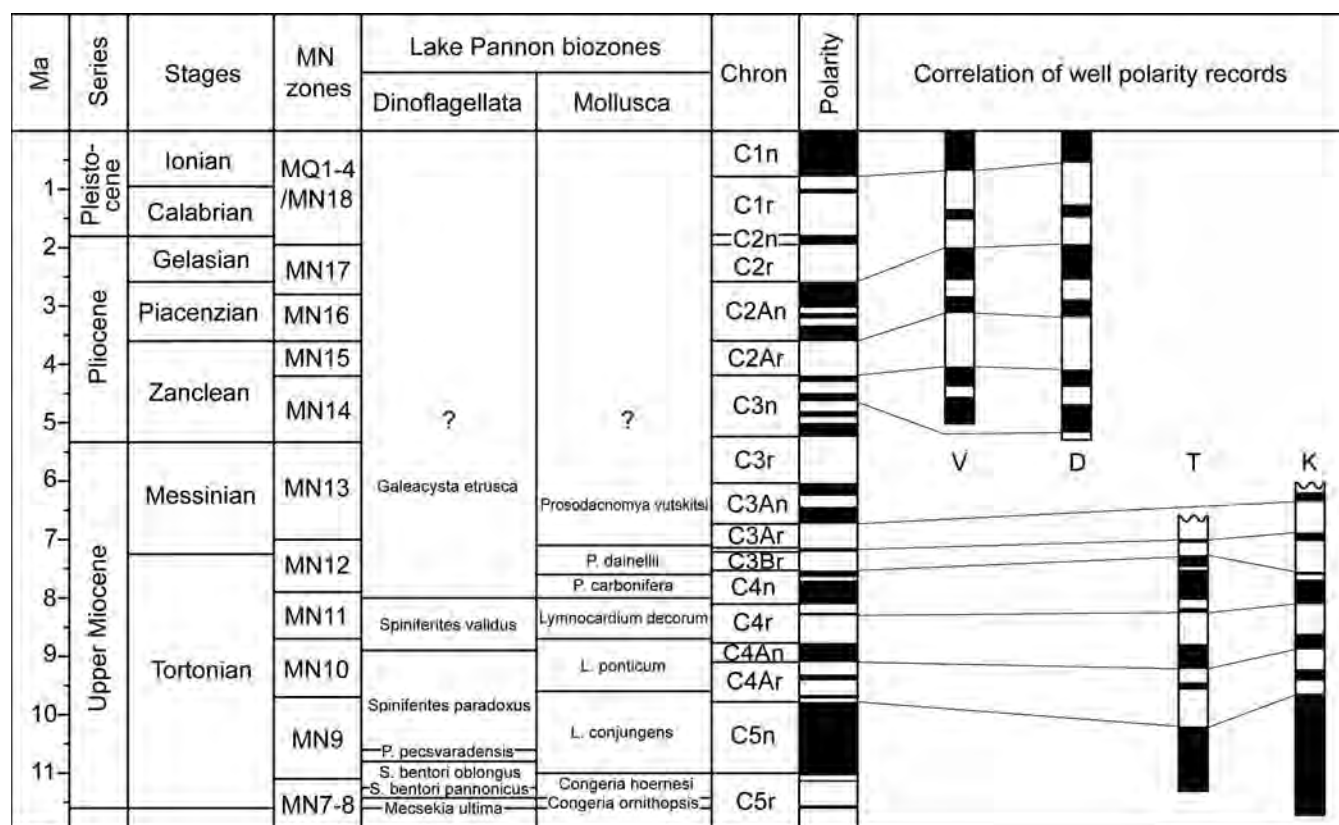 Ma
Series
Stages
MN
zones
Lake Pannon biozones
Dinoflagellata
Mollusca
Chron
Polarity
Correlation of well polarity records
1
2
3
4
5
6
7
8
9
10
11
Pleisto-
cene
Pliocene
Upper Miocene
Ionian
Calabrian
Gelasian
Piacenzian
Zanclean
Messinian
Tortonian
MQ1-4
/MN18
MN17
MN16
MN15
MN14
MN13
MN12
MN11
MN10
MN9
MN7-8
?
Galeacysta etrusca
Spiniferites validus
Spiniferites paradoxus
P. pecsvaradensis
S. bentori oblongus
S. bentori pannonicus
Mecsekia ultima
?
Prosodacnomya vutskitsi
P. dainellii
P. carbonifera
Lymnocardium decorum
L. ponticum
L. conjungens
Congeria hoernesi
Congeria ornithopsis
C1n
C1r
C2n
C2r
C2An
C2Ar
C3n
C3r
C3An
C3Ar
C3Br
C4n
C4r
C4An
C4Ar
C5n
C5r
V
D
T
K